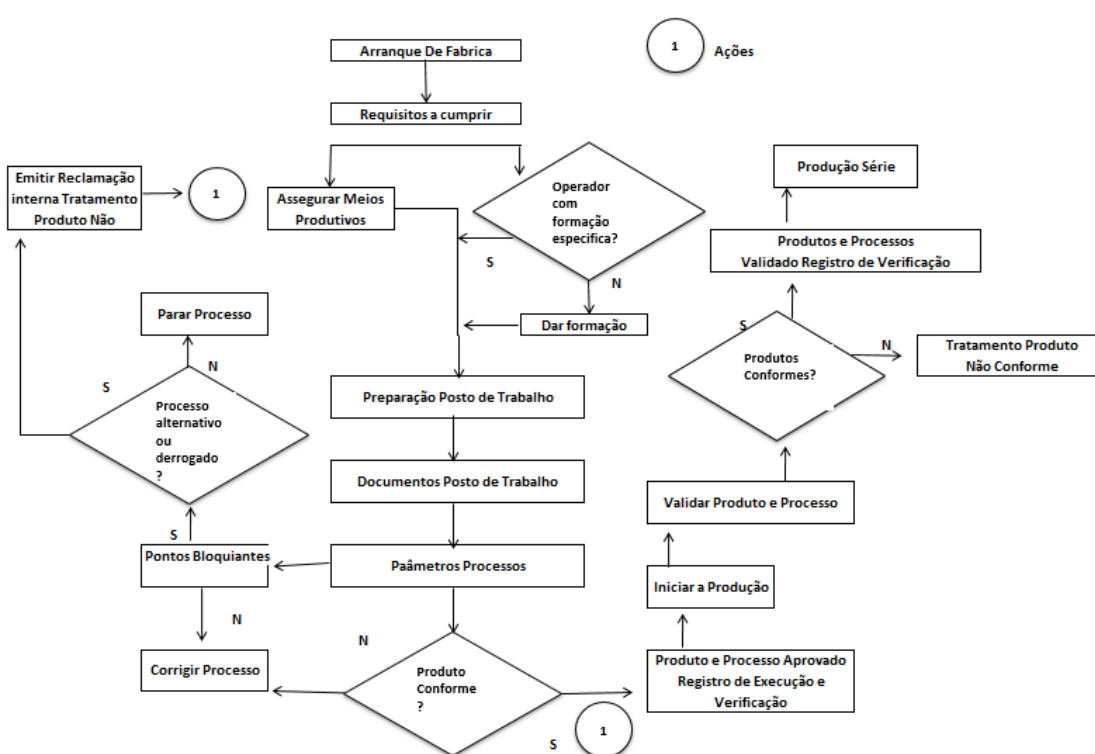 Arranque De Fabrica
1
Ações
Requisitos a cumprir
Emitir Reclamação
interna Tratamento
Produto Não
1
Assegurar Meios
Produtivos
Operador
com
formação
especifica?
S
N
Dar formação
Produção Série
Produtos e Processos
Validado Registro de Verificação
S
Produtos
Conformes?
N
Tratamento Produto
Não Conforme
Parar Processo
S
N
Processo
alternativo
ou
derrogado
?
Preparação Posto de Trabalho
Documentos Posto de Trabalho
Validar Produto e Processo
S
Pontos Bloquiantes
Paâmetros Processos
Iniciar a Produção
N
N
Corrigir Processo
Produto
Conforme
?
Produto e Processo Aprovado
Registro de Execução e
Verificação
S
1